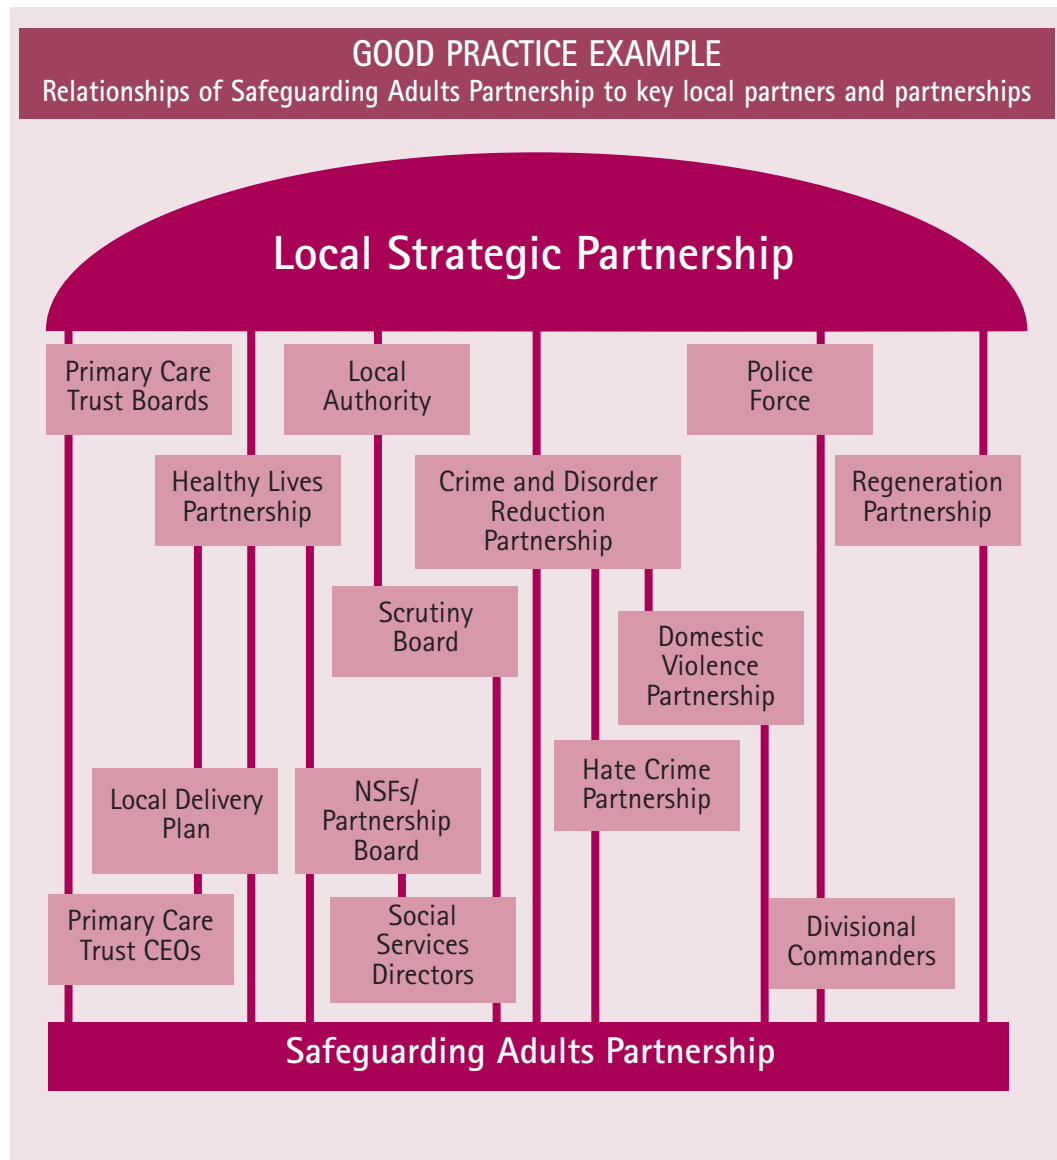 GOOD PRACTICE EXAMPLE
Relationships of Safeguarding Adults Partnership to key local partners and partnerships
Local Strategic Partnership
Primary Care
Trust Boards
Local
Authority
Police
Force
Healthy Lives
Partnership
Crime and Disorder
Reduction
Partnership
Regeneration
Partnership
Scrutiny
Board
Domestic
Violence
Partnership
Hate Crime
Partnership
Local Delivery
Plan
NSFs/
Partnership
Board
Primary Care
Trust CEOs
Social
Services
Directors
Divisional
Commanders
Safeguarding Adults Partnership